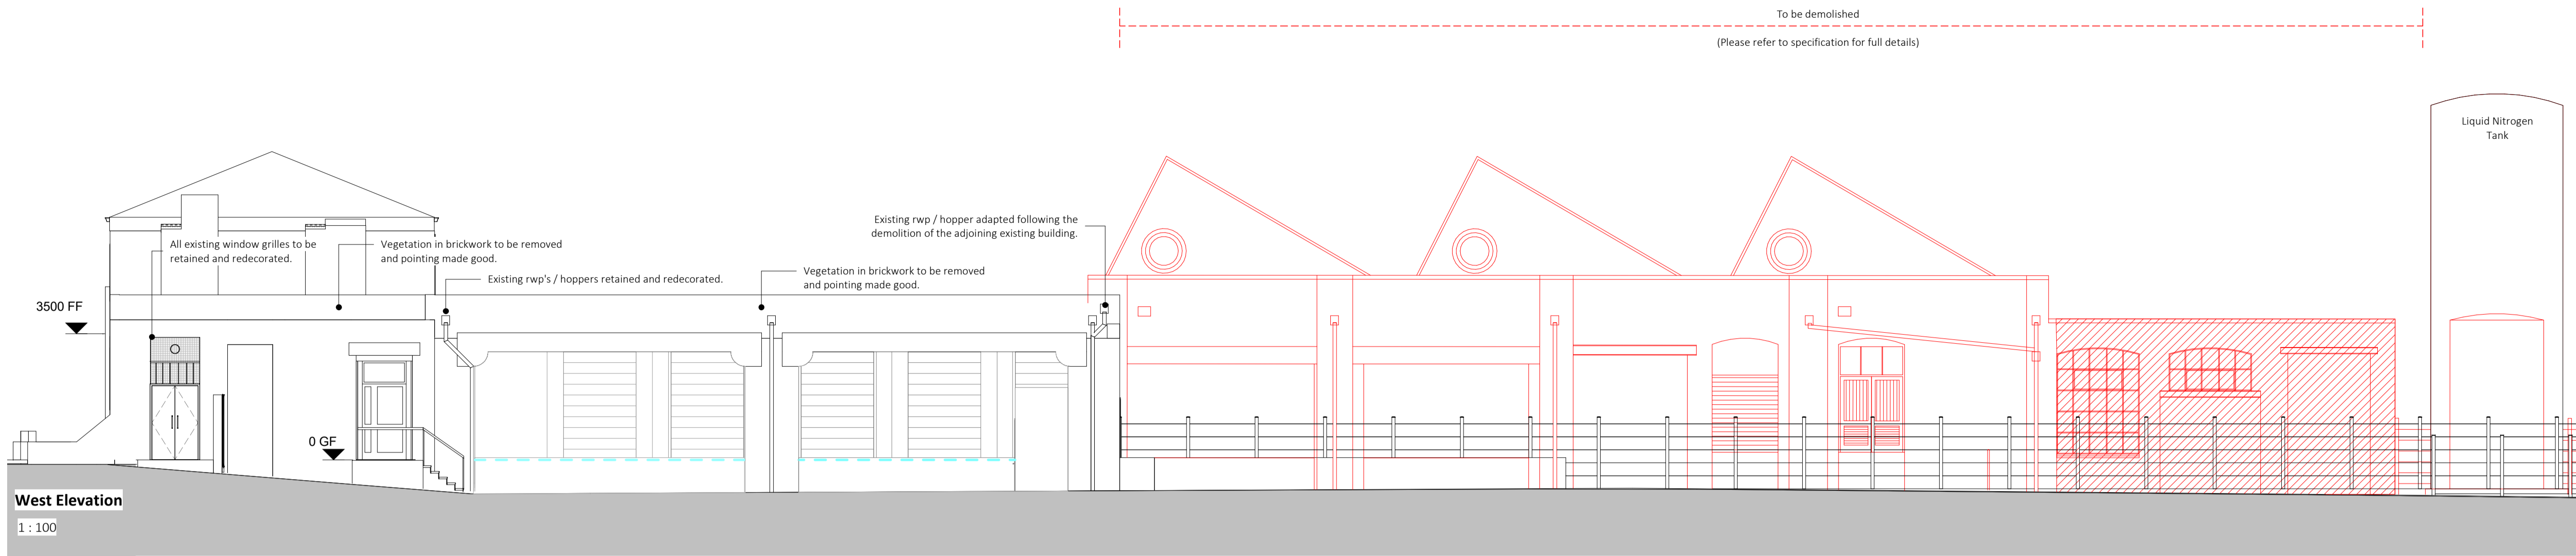 To be demolished
(Please refer to specification for full details)
Liquid Nitrogen
Tank
Existing rwp / hopper adapted following the
demolition of the adjoining existing building.
All existing window grilles to be
retained and redecorated.
Vegetation in brickwork to be removed
and pointing made good.
Existing rwp's / hoppers retained and redecorated.
Vegetation in brickwork to be removed
and pointing made good.
3500 FF
0 GF
West Elevation
1 : 100